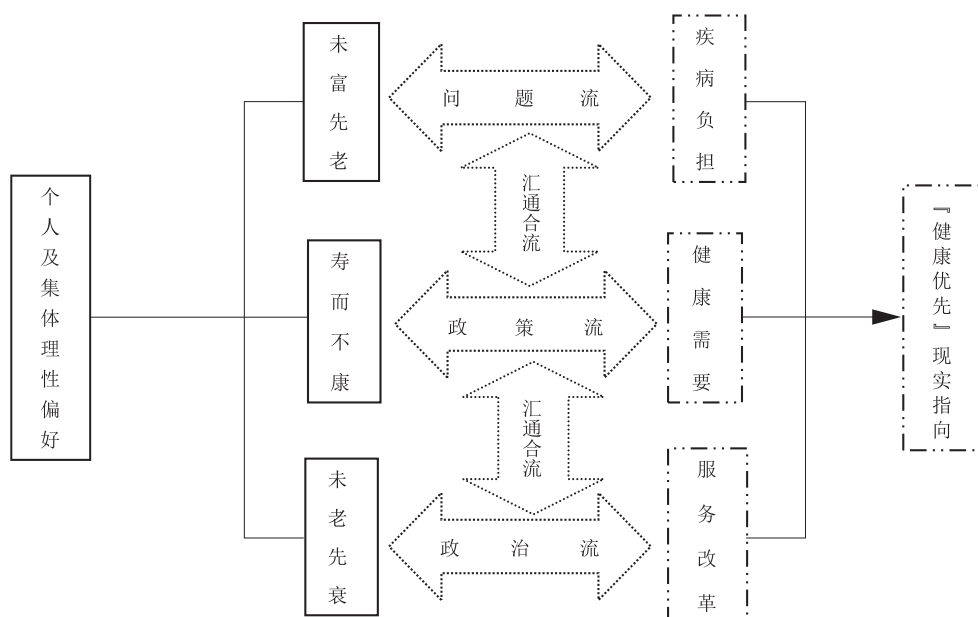 个人及集体理性偏好
未富先老
问题流
疾病负担
汇通合流
寿而不康
政策流
健康需要
汇通合流
未老先衰
政治流
服务改革
『健康优先』现实指向